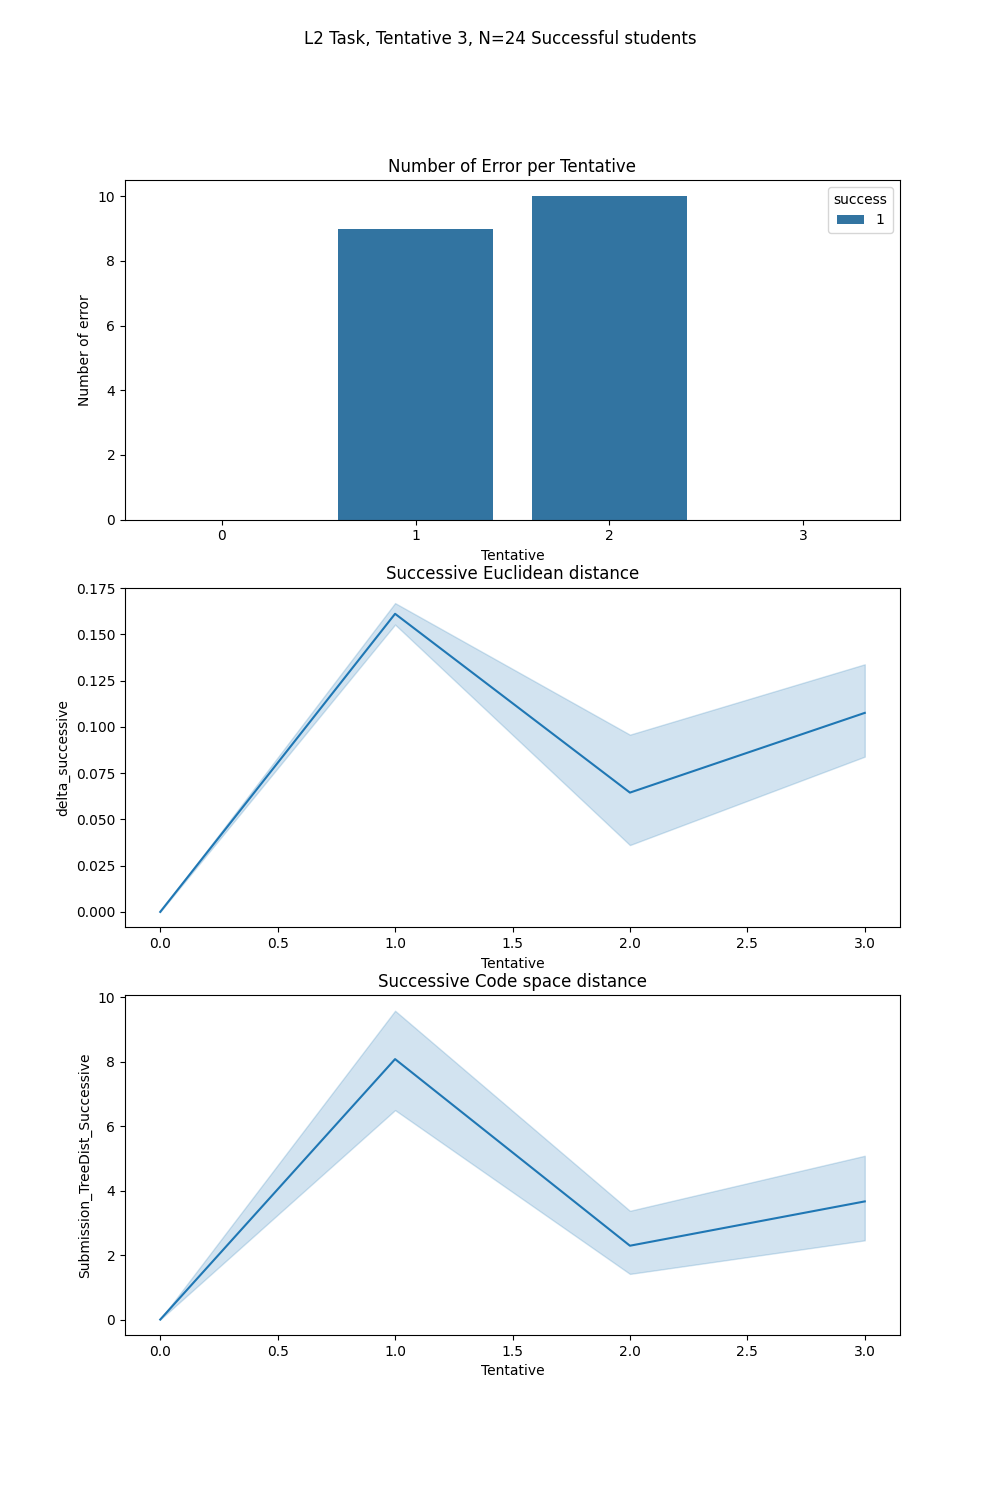 L2 Task, Tentative 3, N=24 Successful students
Number of Error per Tentative
success
1
Number of error
10
8
6
4
2
0
0 1 2 3
Tentative
Successive Euclidean distance
delta_successive
0.175
0.150
0.125
0.100
0.075
0.050
0.025
0.000
0.0 0.5 1.0 1.5 2.0 2.5 3.0
Tentative
Successive Code space distance
Submission_TreeDist_Successive
10
8
6
4
2
0
0.0 0.5 1.0 1.5 2.0 2.5 3.0
Tentative